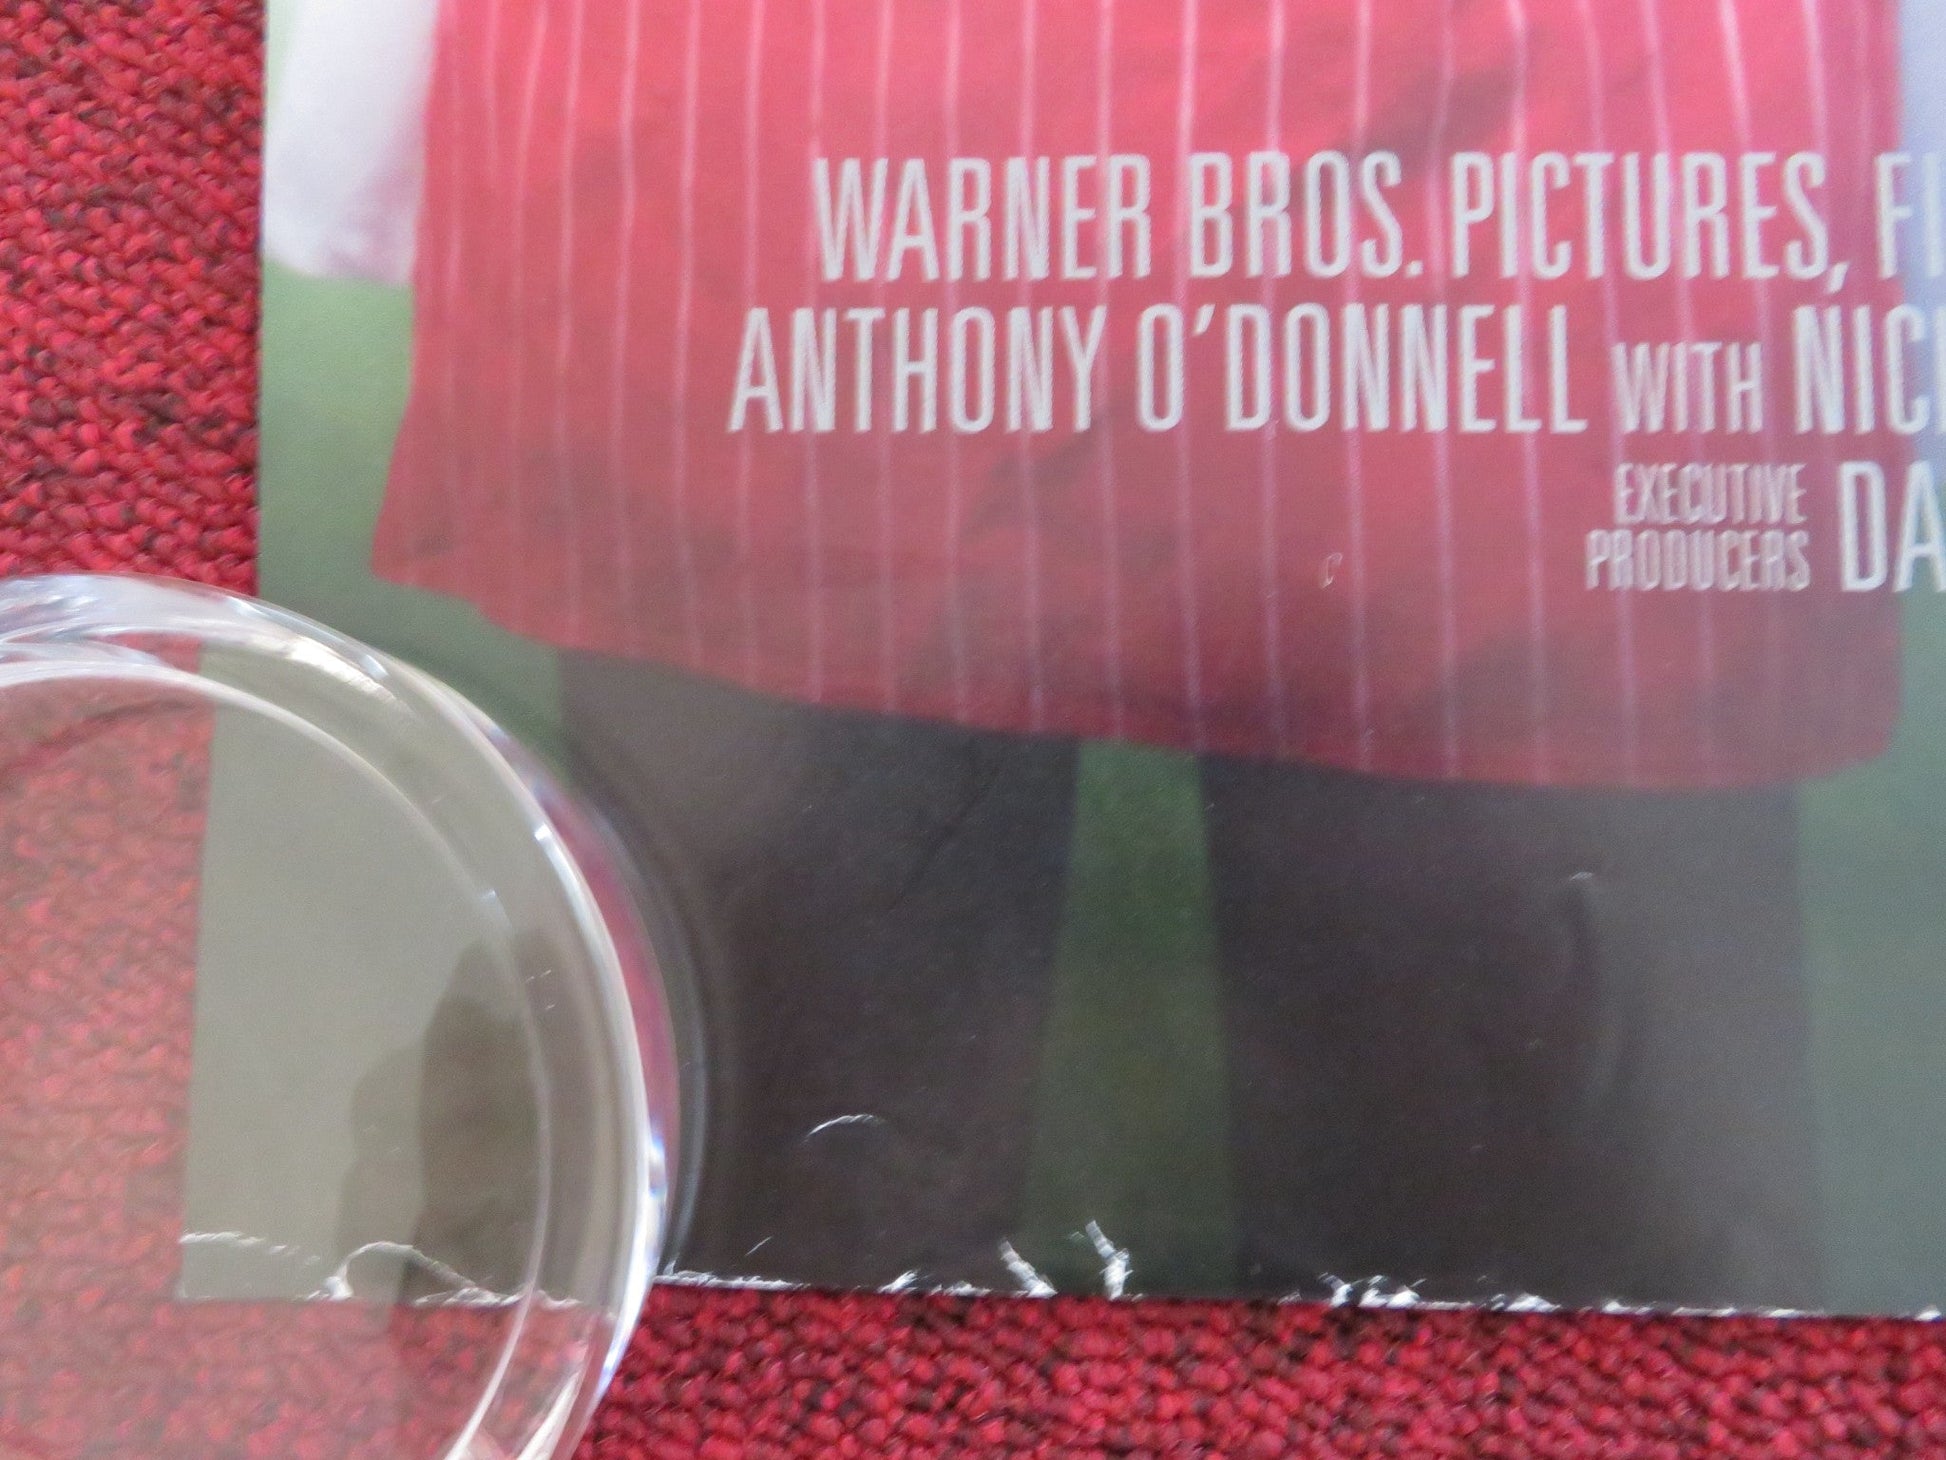 WARNER BROS. PICTURES,
ANTHONY O'DONNELL WITH
EXECUTIVE
PRODUCERS